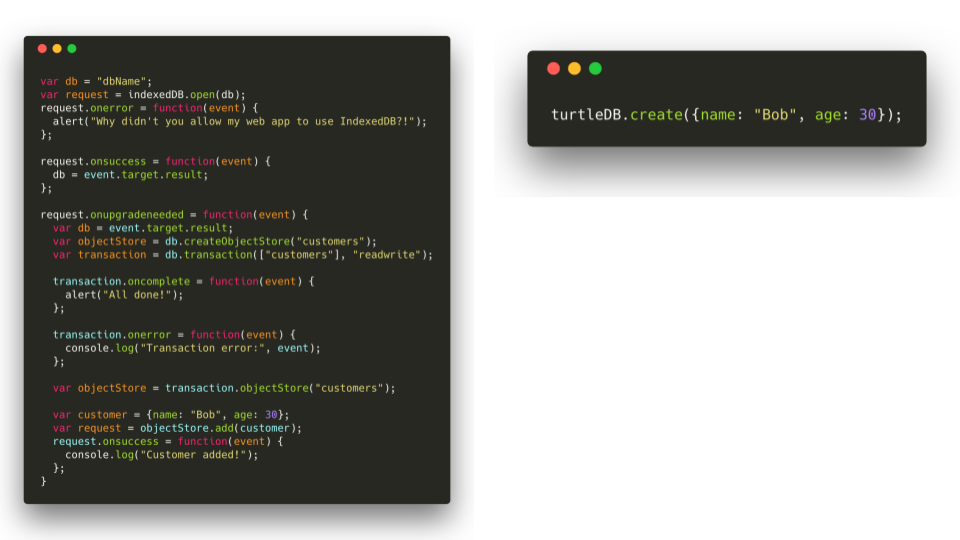 var db = "dbName";
var request = indexedDB.open(db);
request.onerror = function(event) {
  alert("Why didn't you allow my web app to use IndexedDB?!");
};

request.onsuccess = function(event) {
  db = event.target.result;
};

request.onupgradeneeded = function(event) {
  var db = event.target.result;
  var objectStore = db.createObjectStore("customers");
  var transaction = db.transaction(["customers"], "readwrite");

  transaction.oncomplete = function(event) {
    alert("All done!");
  };

  transaction.onerror = function(event) {
    console.log("Transaction error:", event);
  };

  var objectStore = transaction.objectStore("customers");

  var customer = {name: "Bob", age: 30};
  var request = objectStore.add(customer);
  request.onsuccess = function(event) {
    console.log("Customer added!");
  };
}

turtleDB.create({name: "Bob", age: 30});